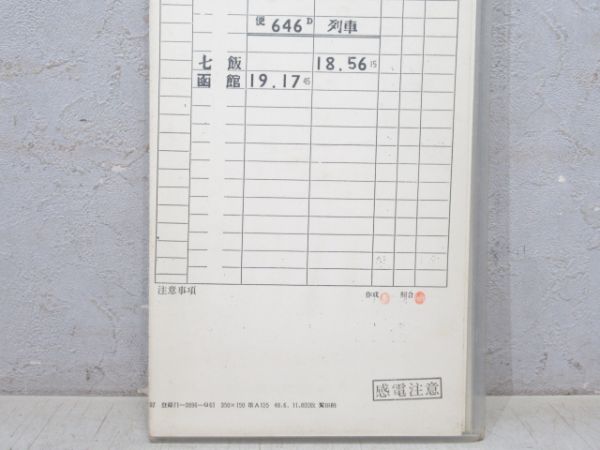 便 646D 列車
七飯 18.56 15
函館 19.17 45
注意事項 作成 照合
感電注意